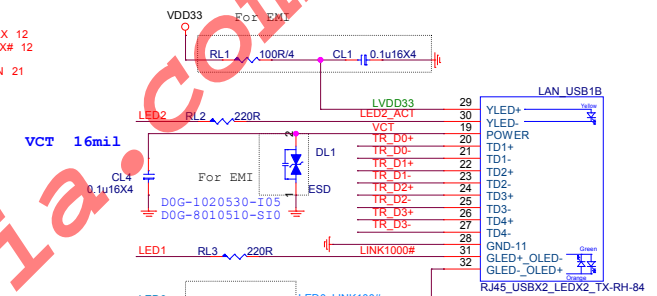 VDD33
For EMI
X 12
X# 12
N 21
RL1 100R/4 CL1 0.1u16X4
LAN_USB1B
LVDD33 29 YLED+ Yellow
LED2 RL2 220R LED2_ACT 30 YLED-
VCT 19 POWER
VCT 16mil
TR_D0+ 20 TD1+
TR_D0- 21 TD1-
TR_D1+ 22 TD2+
TR_D1- 23 TD2-
TR_D2+ 24 TD3+
TR_D2- 25 TD3-
TR_D3+ 26 TD4+
TR_D3- 27 TD4-
2
DL1
CL4
0.1u16X4
For EMI
1
ESD
D0G-1020530-I05
D0G-8010510-SI0
28 GND-11
LED1 RL3 220R LINK1000# 31 GLED+_OLED- Green
32 GLED-_OLED+ Orange
RJ45_USBX2_LEDX2_TX-RH-84
ia.com